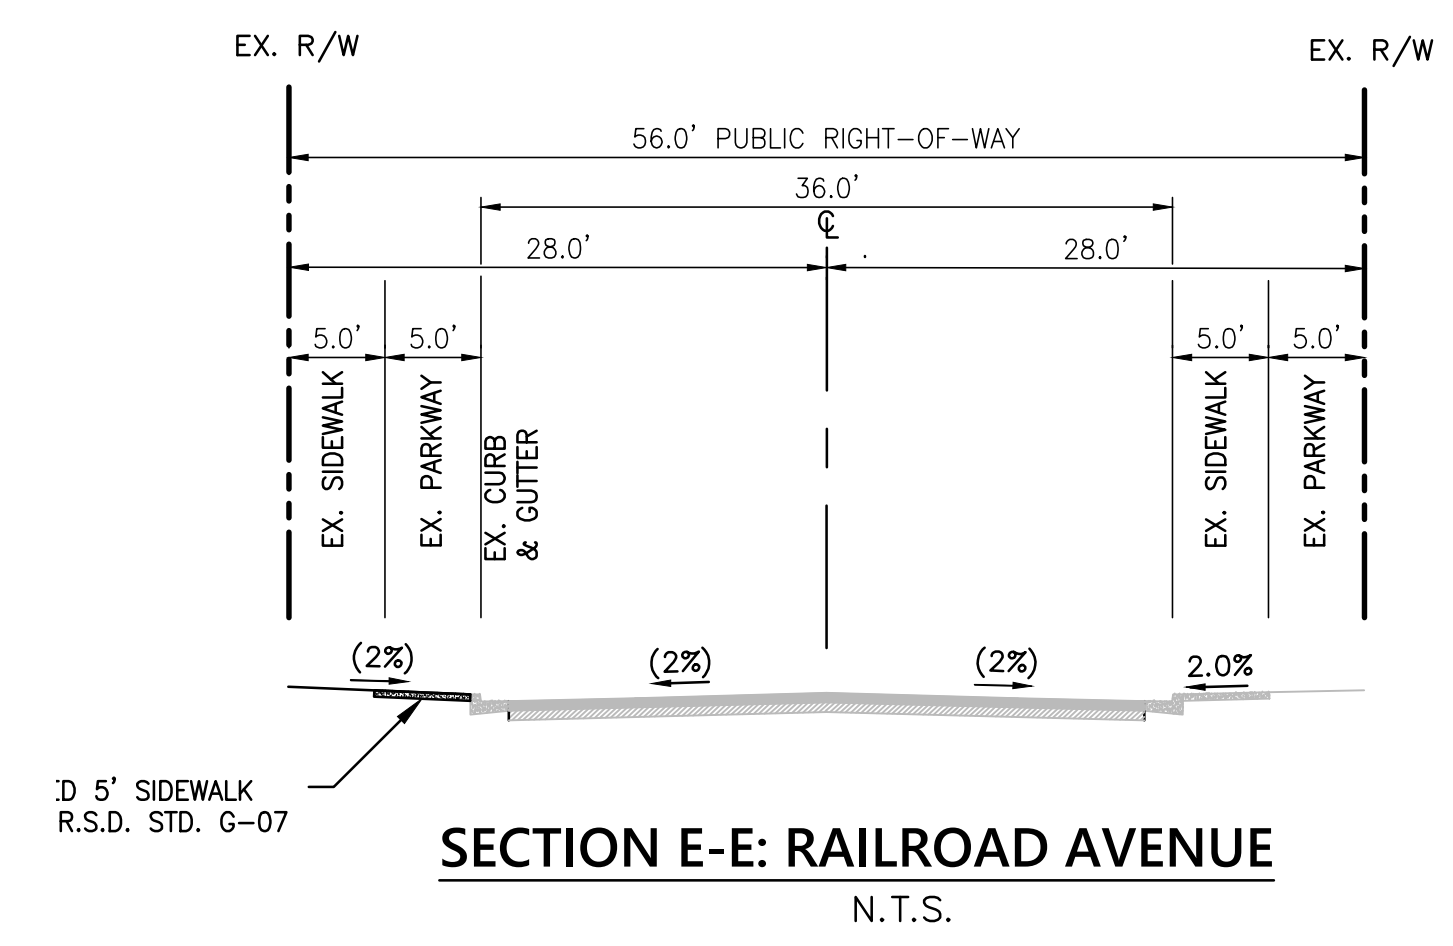 EX. R/W
EX. R/W
56.0' PUBLIC RIGHT-OF-WAY
36.0'
℄
28.0'
28.0'
5.0'
5.0'
5.0'
5.0'
EX. SIDEWALK
EX. PARKWAY
EX. CURB
& GUTTER
EX. SIDEWALK
EX. PARKWAY
(2%)
(2%)
(2%)
2.0%
5' SIDEWALK
R.S.D. STD. G-07
SECTION E-E: RAILROAD AVENUE
N.T.S.